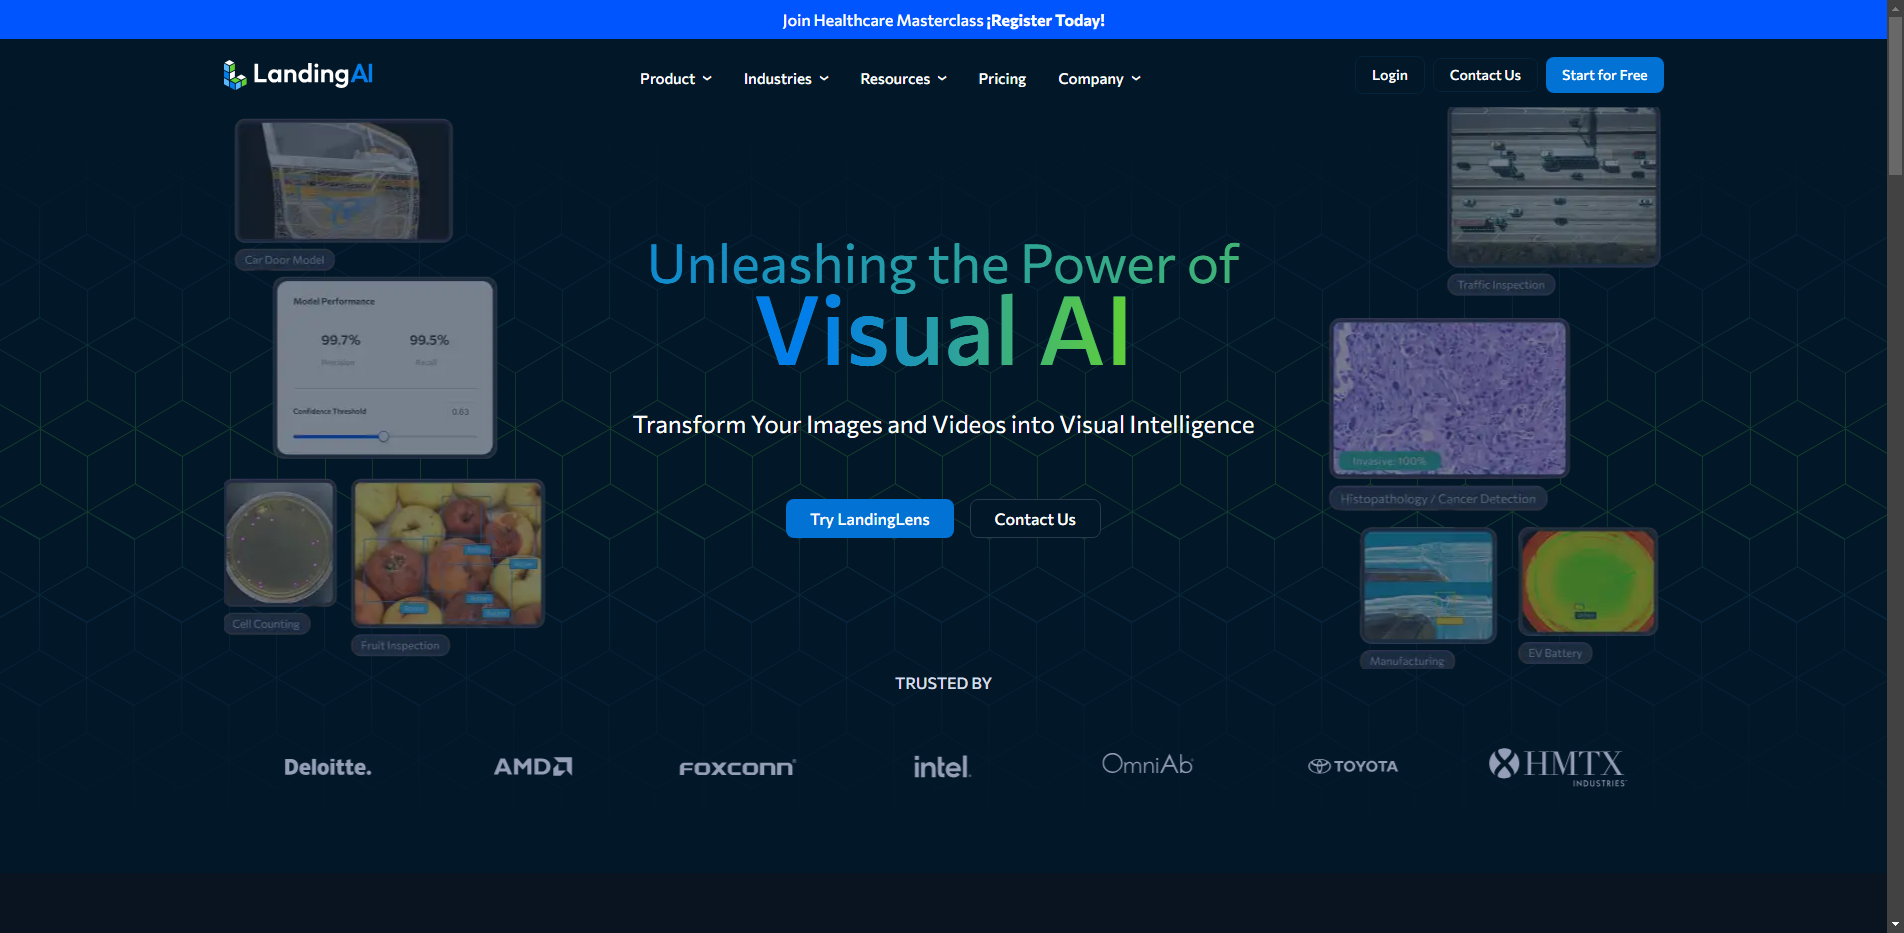 Join Healthcare Masterclass ¡Register Today!
LandingAI
Product
Industries
Resources
Pricing
Company
Login
Contact Us
Start for Free
Car Door Model
Model Performance
99.7%
99.5%
Precision
Recall
Confidence Threshold
0.63
Cell Counting
Fruit Inspection
Unleashing the Power of
Visual AI
Transform Your Images and Videos into Visual Intelligence
Try LandingLens
Contact Us
Traffic Inspection
Invasive: 100%
Histopathology / Cancer Detection
Manufacturing
EV Battery
TRUSTED BY
Deloitte.
AMD
FOXCONN
intel.
OmniAb
TOYOTA
HMTX
INDUSTRIES